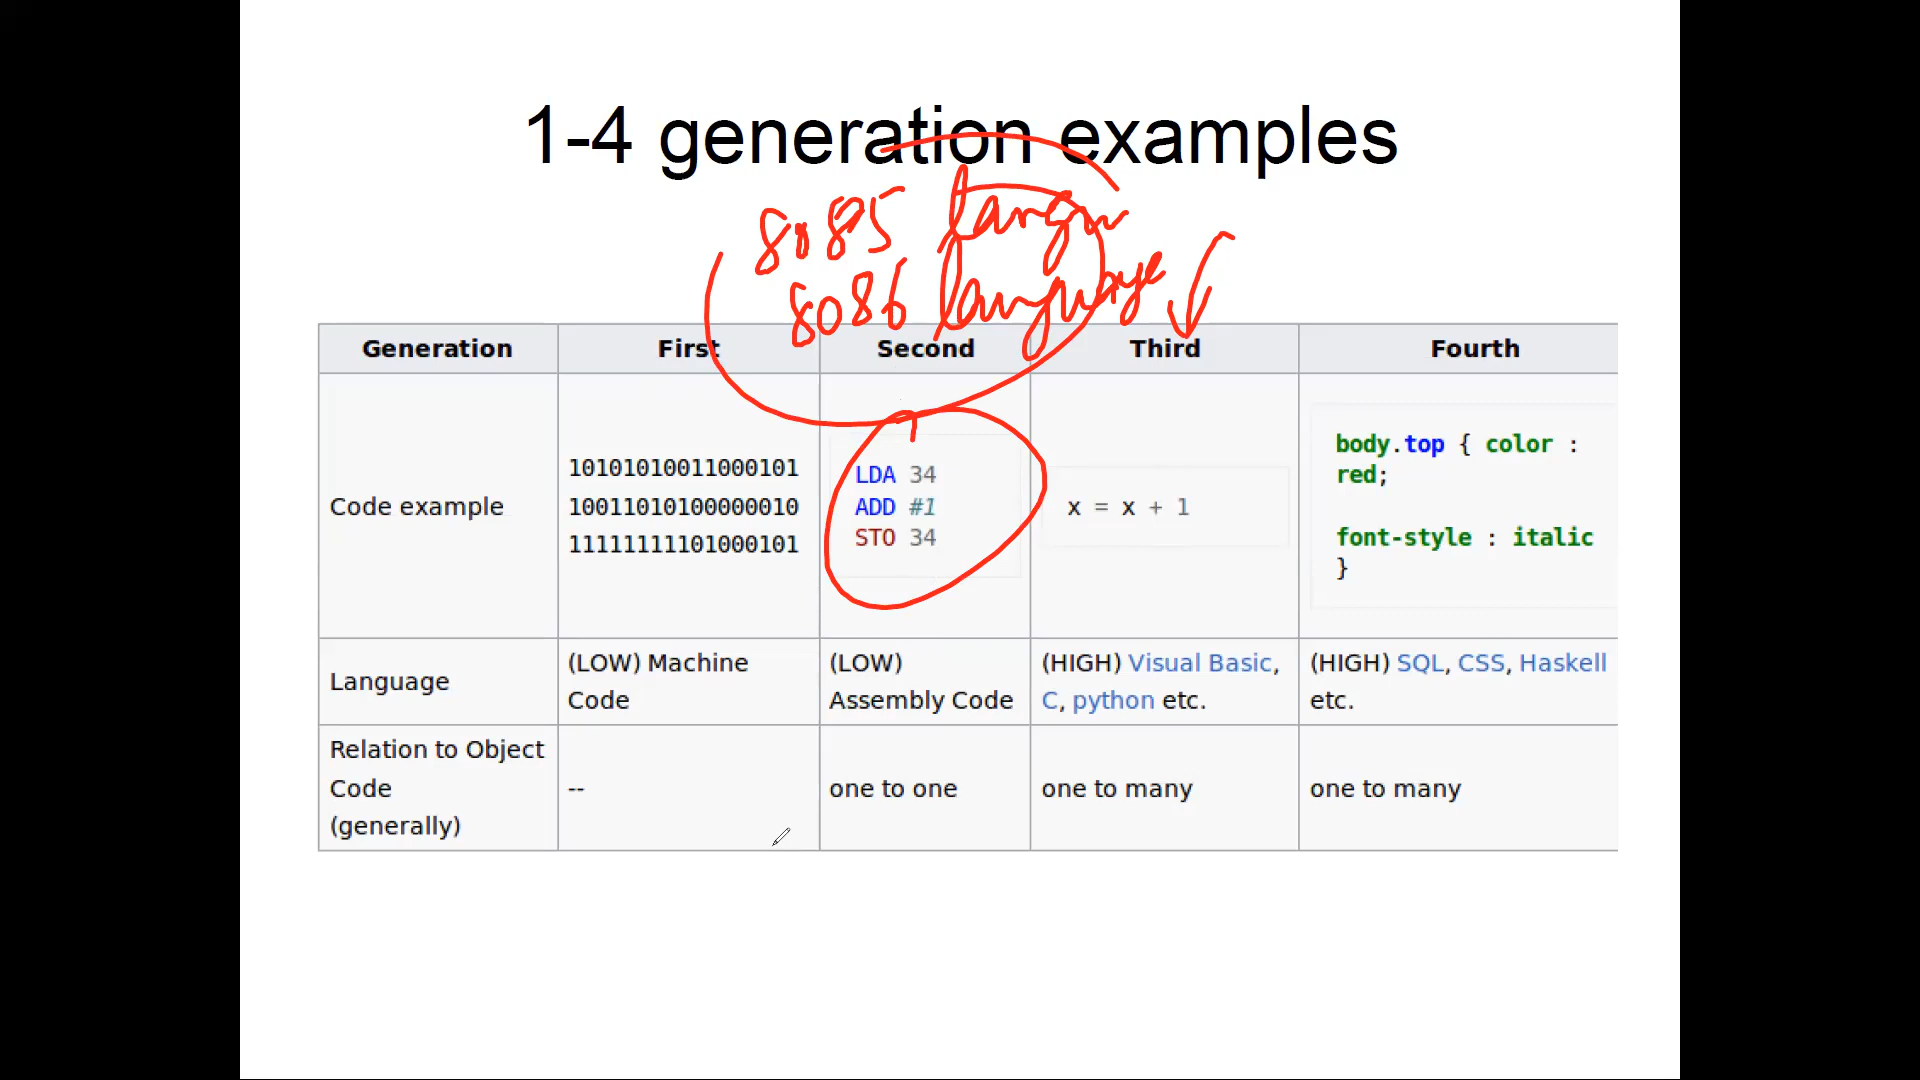 1-4 generation examples
8085 langu
8086 language
Generation First Second Third Fourth
Code example
10101010011000101
10011010100000010
11111111101000101
LDA 34
ADD #1
STO 34
x = x + 1
body.top { color :
red;
font-style : italic
}
Language
(LOW) Machine
Code
(LOW)
Assembly Code
(HIGH) Visual Basic,
C, python etc.
(HIGH) SQL, CSS, Haskell
etc.
Relation to Object
Code
(generally)
--
one to one
one to many
one to many